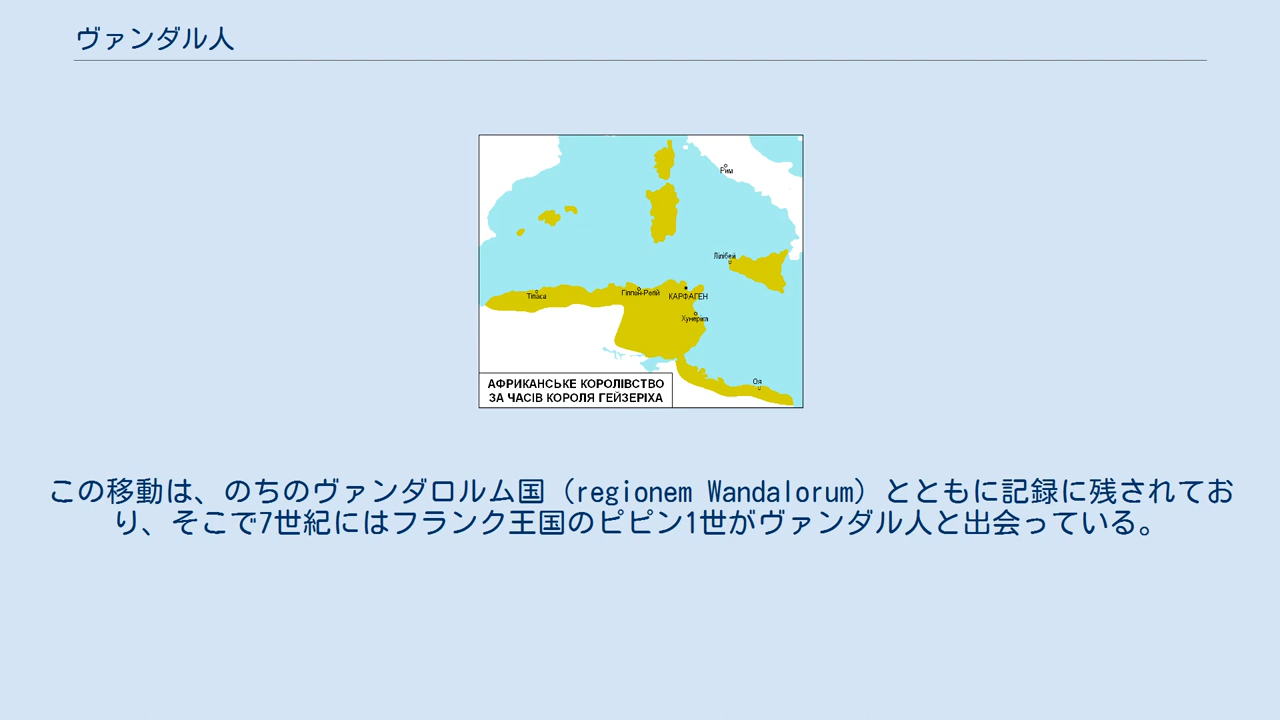 ヴァンダル人
Рим
Лілібей
Тіпаса
Гіппон-Регій
КАРФАГЕН
Хунеріка
Оя
АФРИКАНСЬКЕ КОРОЛІВСТВО
ЗА ЧАСІВ КОРОЛЯ ГЕЙЗЕРІХА
この移動は、のちのヴァンダロルム国（regionem Wandalorum）とともに記録に残されてお
り、そこで7世紀にはフランク王国のピピン1世がヴァンダル人と出会っている。